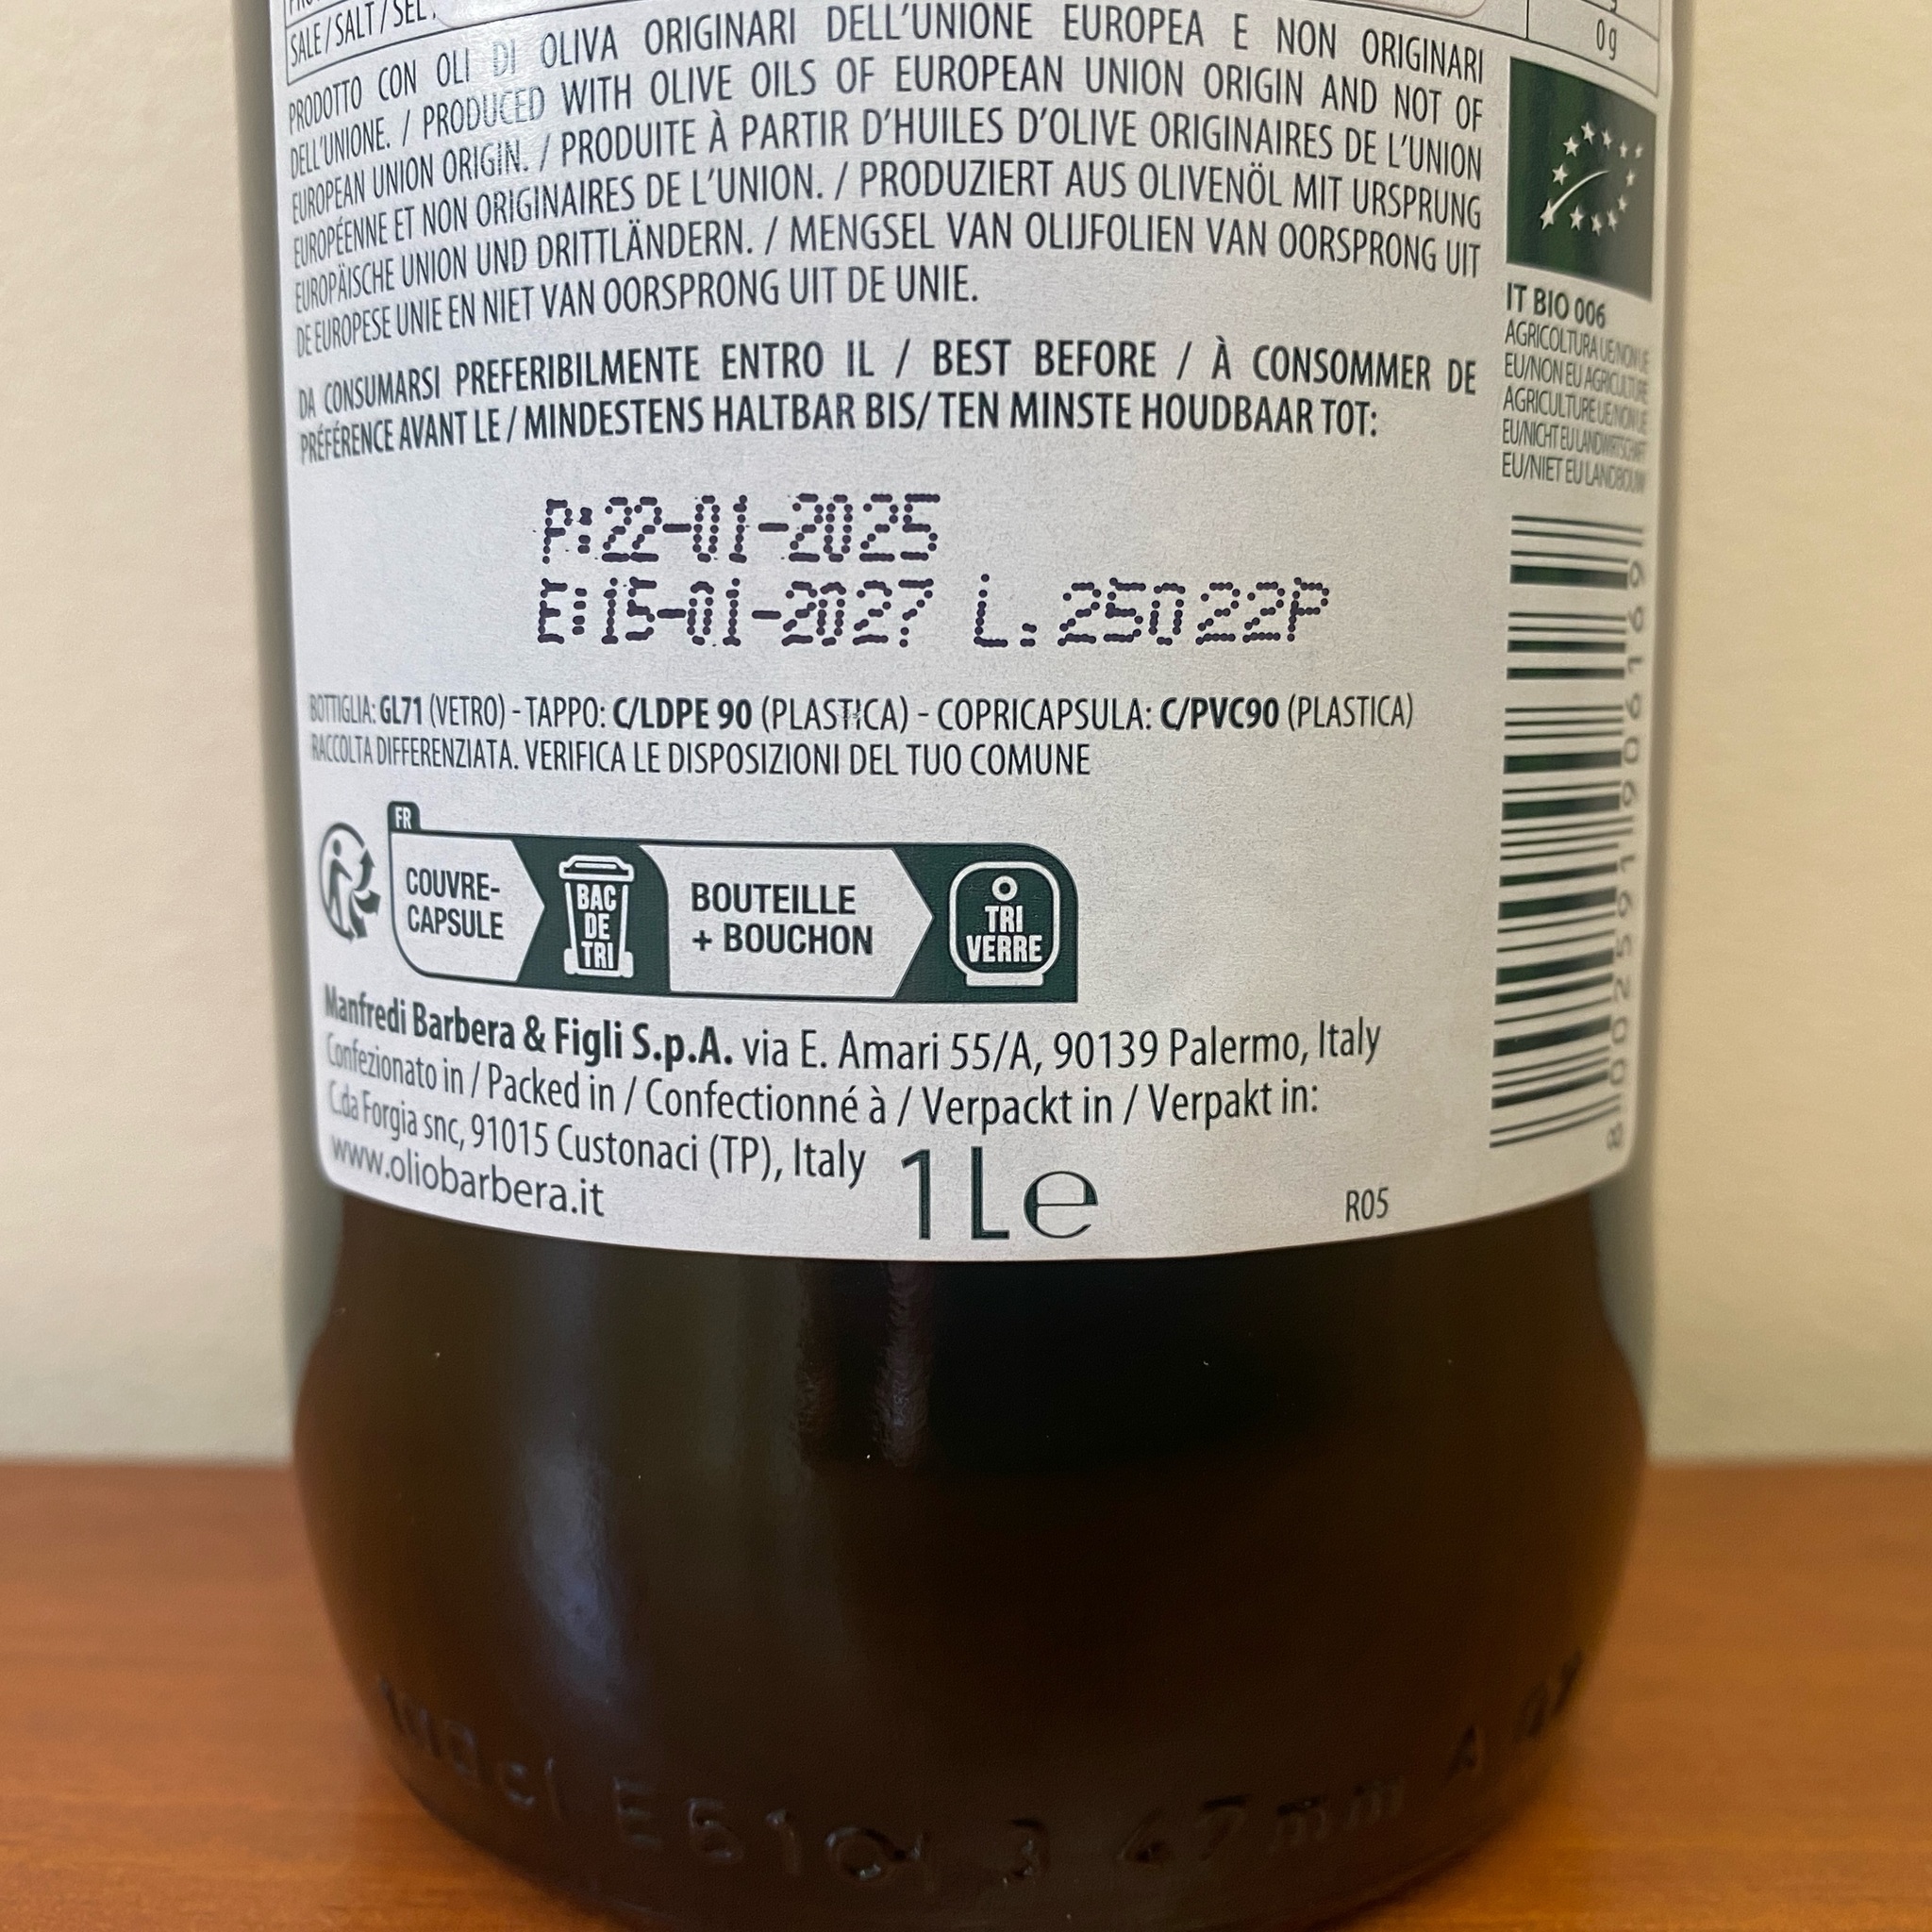 SALE / SALT / SEL
0 g
PRODOTTO CON OLI DI OLIVA ORIGINARI DELL'UNIONE EUROPEA E NON ORIGINARI
DELL'UNIONE. / PRODUCED WITH OLIVE OILS OF EUROPEAN UNION ORIGIN AND NOT OF
EUROPEAN UNION ORIGIN. / PRODUITE À PARTIR D'HUILES D'OLIVE ORIGINAIRES DE L'UNION
EUROPÉENNE ET NON ORIGINAIRES DE L'UNION. / PRODUZIERT AUS OLIVENÖL MIT URSPRUNG
EUROPÄISCHE UNION UND DRITTLÄNDERN. / MENGSEL VAN OLIJFOLIEN VAN OORSPRONG UIT
DE EUROPESE UNIE EN NIET VAN OORSPRONG UIT DE UNIE.
DA CONSUMARSI PREFERIBILMENTE ENTRO IL / BEST BEFORE / À CONSOMMER DE
PRÉFÉRENCE AVANT LE / MINDESTENS HALTBAR BIS/ TEN MINSTE HOUDBAAR TOT:
P:22-01-2025
E:15-01-2027 L.25022P
BOTTIGLIA: GL71 (VETRO) - TAPPO: C/LDPE 90 (PLASTICA) - COPRICAPSULA: C/PVC90 (PLASTICA)
RACCOLTA DIFFERENZIATA. VERIFICA LE DISPOSIZIONI DEL TUO COMUNE
FR
COUVRE-
CAPSULE
BAC
DE
TRI
BOUTEILLE
+ BOUCHON
TRI
VERRE
Manfredi Barbera & Figli S.p.A. via E. Amari 55/A, 90139 Palermo, Italy
Confezionato in / Packed in / Confectionné à / Verpackt in / Verpakt in:
C.da Forgia snc, 91015 Custonaci (TP), Italy
www.oliobarbera.it
1 L e
R05
IT BIO 006
AGRICOLTURA UE/NON UE
EU/NON EU AGRICULTURE
AGRICULTURE UE/NON UE
EU/NICHT EU LANDWIRTSCHAFT
EU/NIET EU LANDBOUW
8 002591 906169